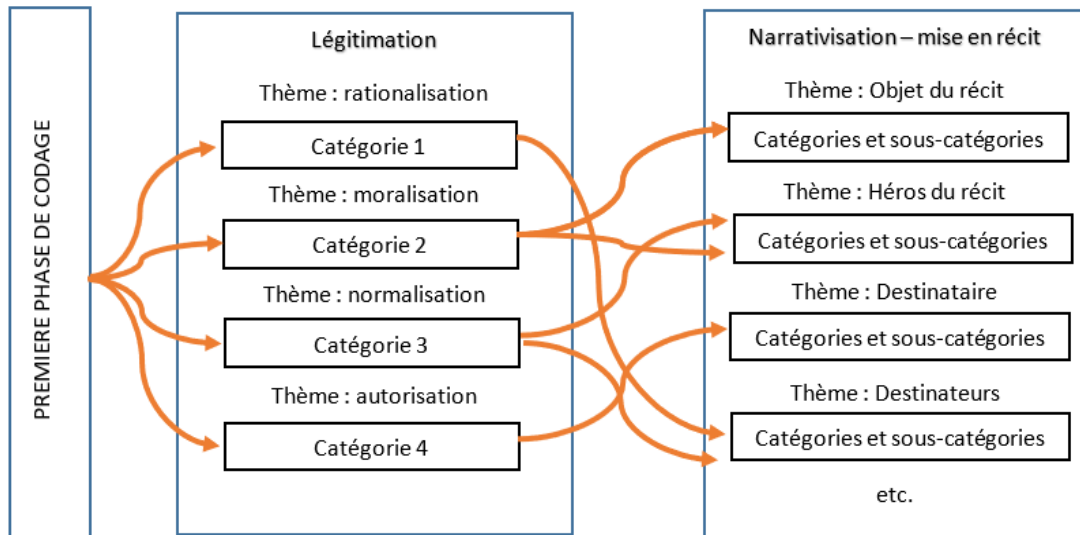 PREMIERE PHASE DE CODAGE
Légitimation
Thème : rationalisation
Catégorie 1
Thème : moralisation
Catégorie 2
Thème : normalisation
Catégorie 3
Thème : autorisation
Catégorie 4
Narrativisation – mise en récit
Thème : Objet du récit
Catégories et sous-catégories
Thème : Héros du récit
Catégories et sous-catégories
Thème : Destinataire
Catégories et sous-catégories
Thème : Destinateurs
Catégories et sous-catégories
etc.